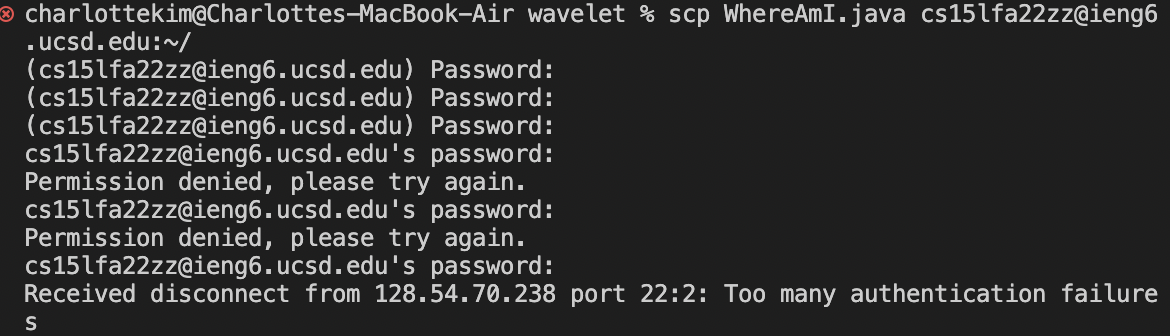 charlottekim@Charlottes-MacBook-Air wavelet % scp WhereAmI.java cs15lfa22zz@ieng6
.ucsd.edu:~/
(cs15lfa22zz@ieng6.ucsd.edu) Password:
(cs15lfa22zz@ieng6.ucsd.edu) Password:
(cs15lfa22zz@ieng6.ucsd.edu) Password:
cs15lfa22zz@ieng6.ucsd.edu's password:
Permission denied, please try again.
cs15lfa22zz@ieng6.ucsd.edu's password:
Permission denied, please try again.
cs15lfa22zz@ieng6.ucsd.edu's password:
Received disconnect from 128.54.70.238 port 22:2: Too many authentication failure
s